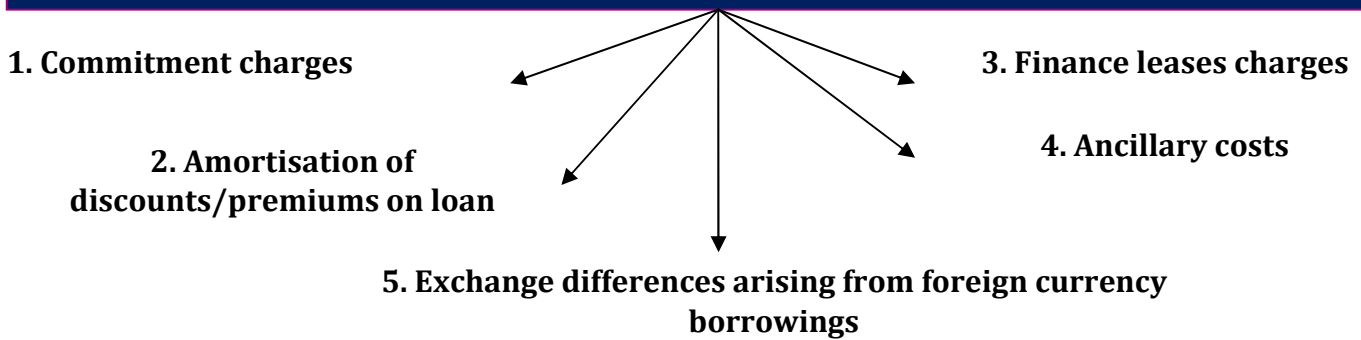 1. Commitment charges
3. Finance leases charges
2. Amortisation of
discounts/premiums on loan
4. Ancillary costs
5. Exchange differences arising from foreign currency
borrowings